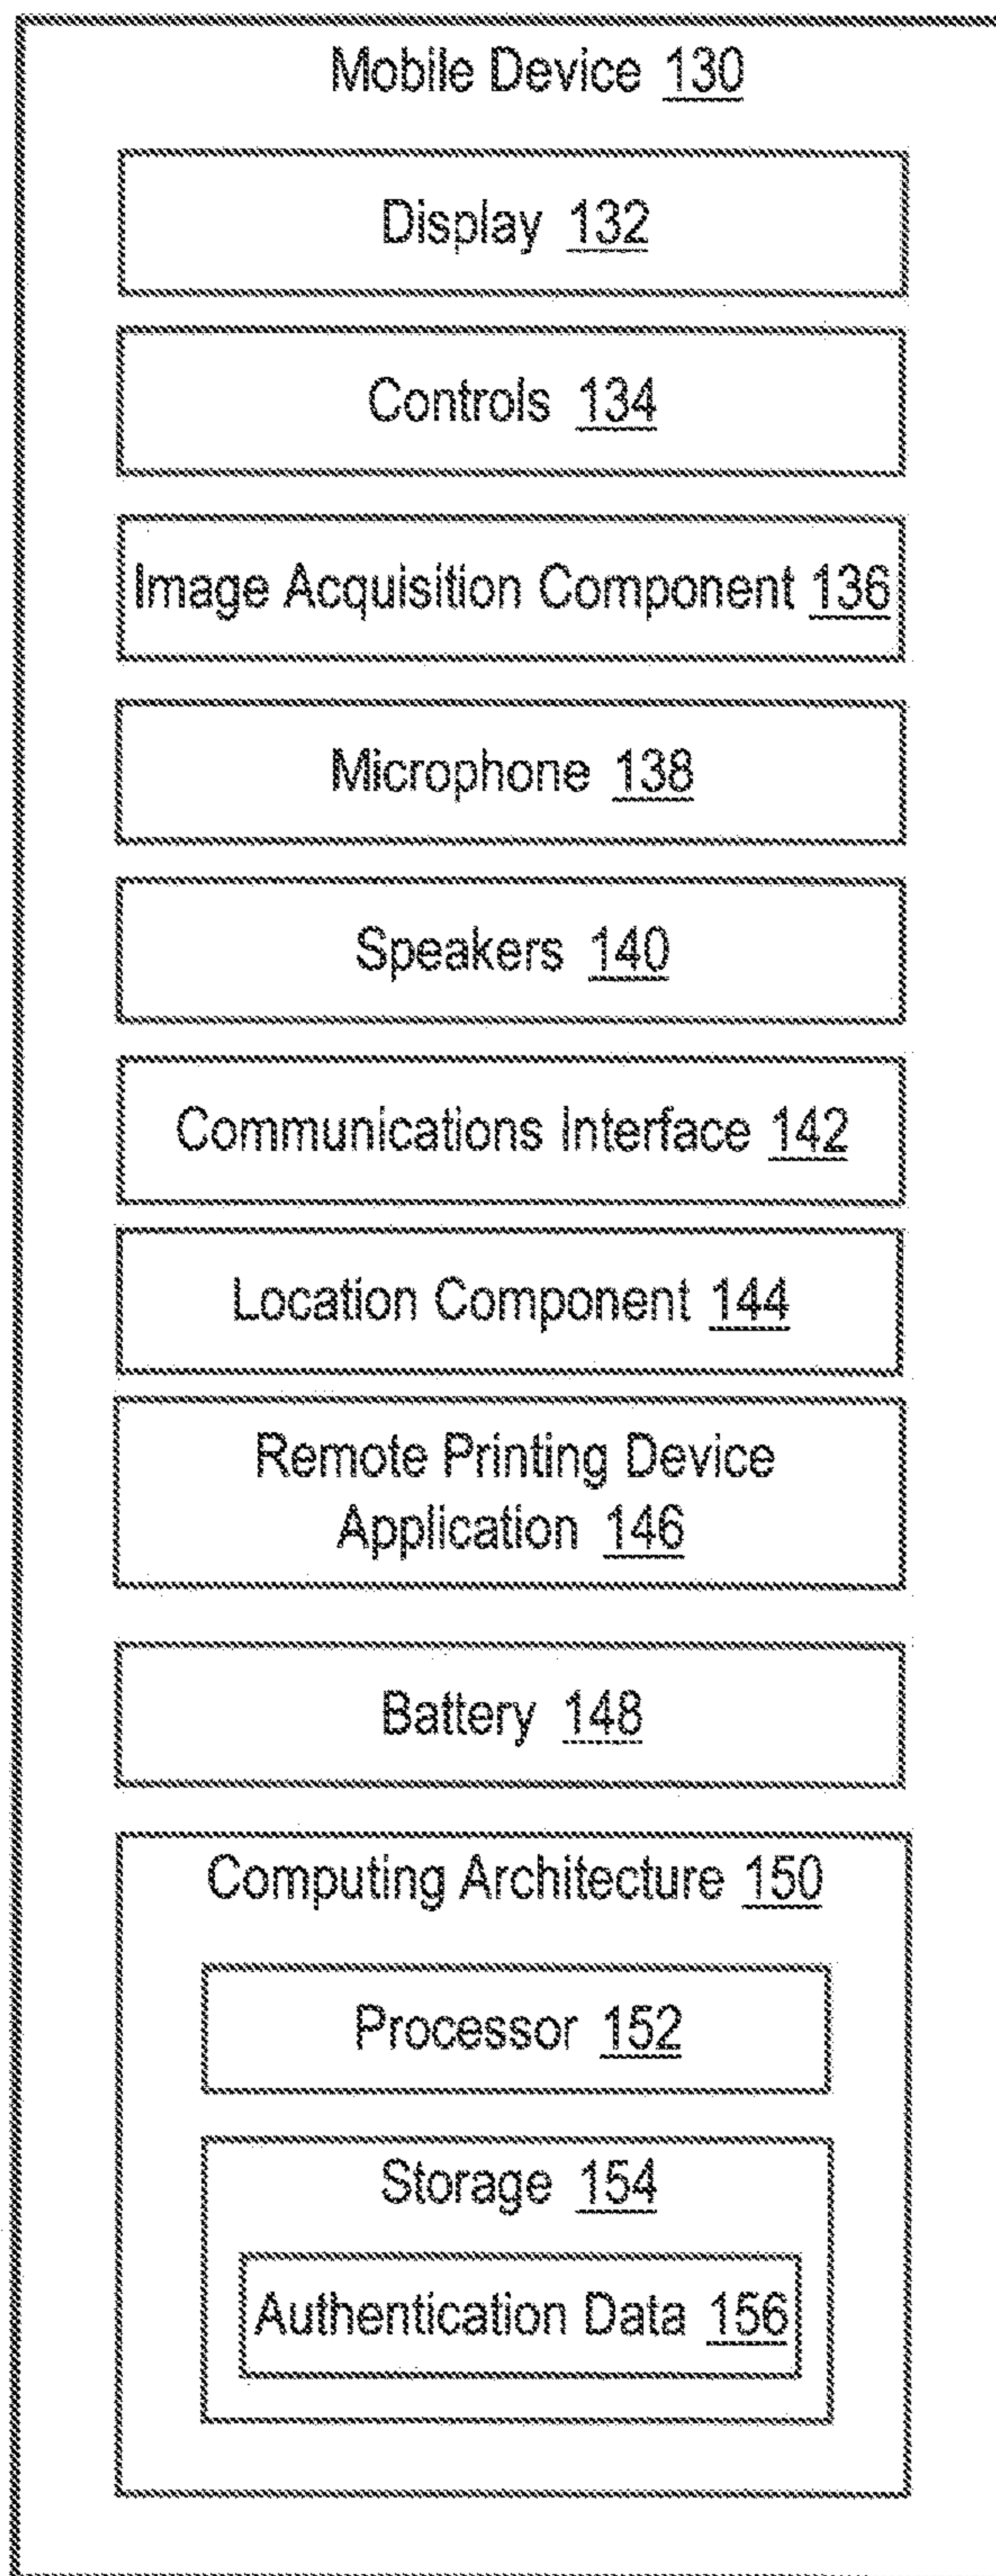 Mobile Device 130
Display 132
Controls 134
Image Acquisition Component 136
Microphone 138
Speakers 140
Communications Interface 142
Location Component 144
Remote Printing Device
Application 146
Battery 148
Computing Architecture 150
Processor 152
Storage 154
Authentication Data 156